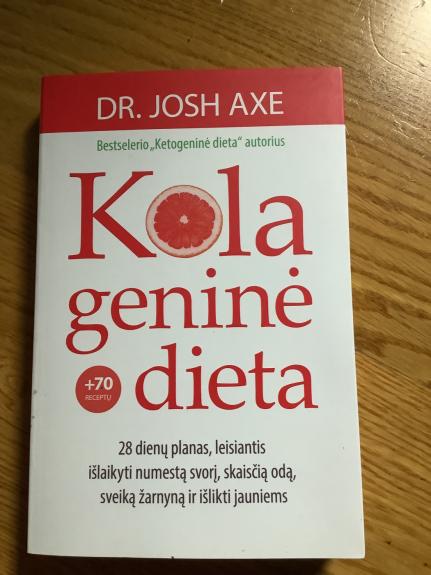 DR. JOSH AXE
Bestselerio „Ketogeninė dieta“ autorius
Kola
geninė
dieta
+70
RECEPTŲ
28 dienų planas, leisiantis
išlaikyti numestą svorį, skaisčią odą,
sveiką žarnyną ir išlikti jauniems